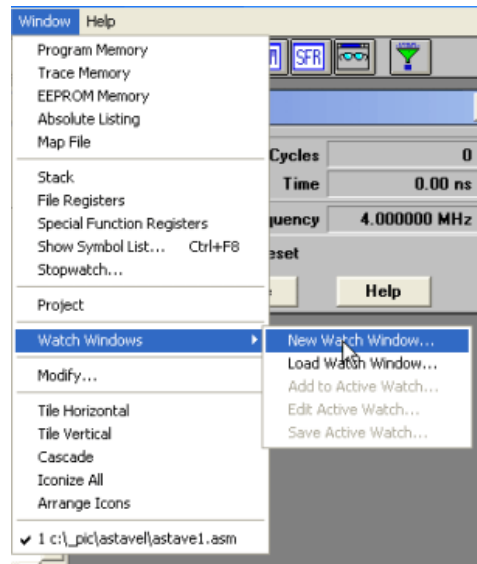 Window Help
Program Memory
Trace Memory
EEPROM Memory
Absolute Listing
Map File
Stack
File Registers
Special Function Registers
Show Symbol List... Ctrl+F8
Stopwatch...
Project
Watch Windows
Modify...
Tile Horizontal
Tile Vertical
Cascade
Iconize All
Arrange Icons
1 c:\_pic\astavel\astave1.asm
SFR
Cycles 0
Time 0.00 ns
quency 4.000000 MHz
eset
Help
New Watch Window...
Load Watch Window...
Add to Active Watch...
Edit Active Watch...
Save Active Watch...